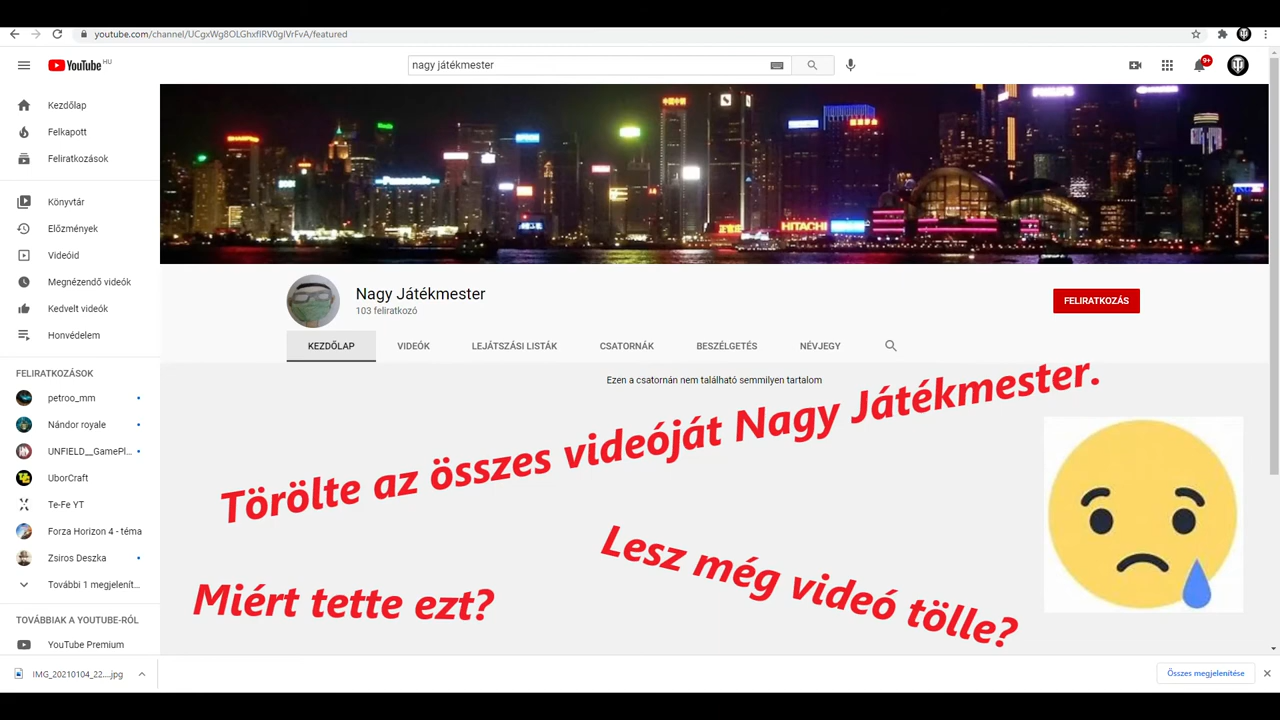 youtube.com/channel/UCgxWg8OLGhxfIRV0gIVrFvA/featured
YouTube HU
nagy játékmester
9+
Kezdőlap
Felkapott
Feliratkozások
Könyvtár
Előzmények
Videóid
Megnézendő videók
Kedvelt videók
Honvédelem
FELIRATKOZÁSOK
petroo_mm
Nándor royale
UNFIELD__GamePl...
UborCraft
Te-Fe YT
Forza Horizon 4 - téma
Zsiros Deszka
További 1 megjelenít...
TOVÁBBIAK A YOUTUBE-RÓL
YouTube Premium
PHILIPS
Panasonic
HITACHI
Nagy Játékmester
103 feliratkozó
FELIRATKOZÁS
KEZDŐLAP VIDEÓK LEJÁTSZÁSI LISTÁK CSATORNÁK BESZÉLGETÉS NÉVJEGY
Ezen a csatornán nem található semmilyen tartalom
Törölte az összes videóját Nagy Játékmester.
Lesz még videó tölle?
Miért tette ezt?
IMG_20210104_22....jpg
Összes megjelenítése